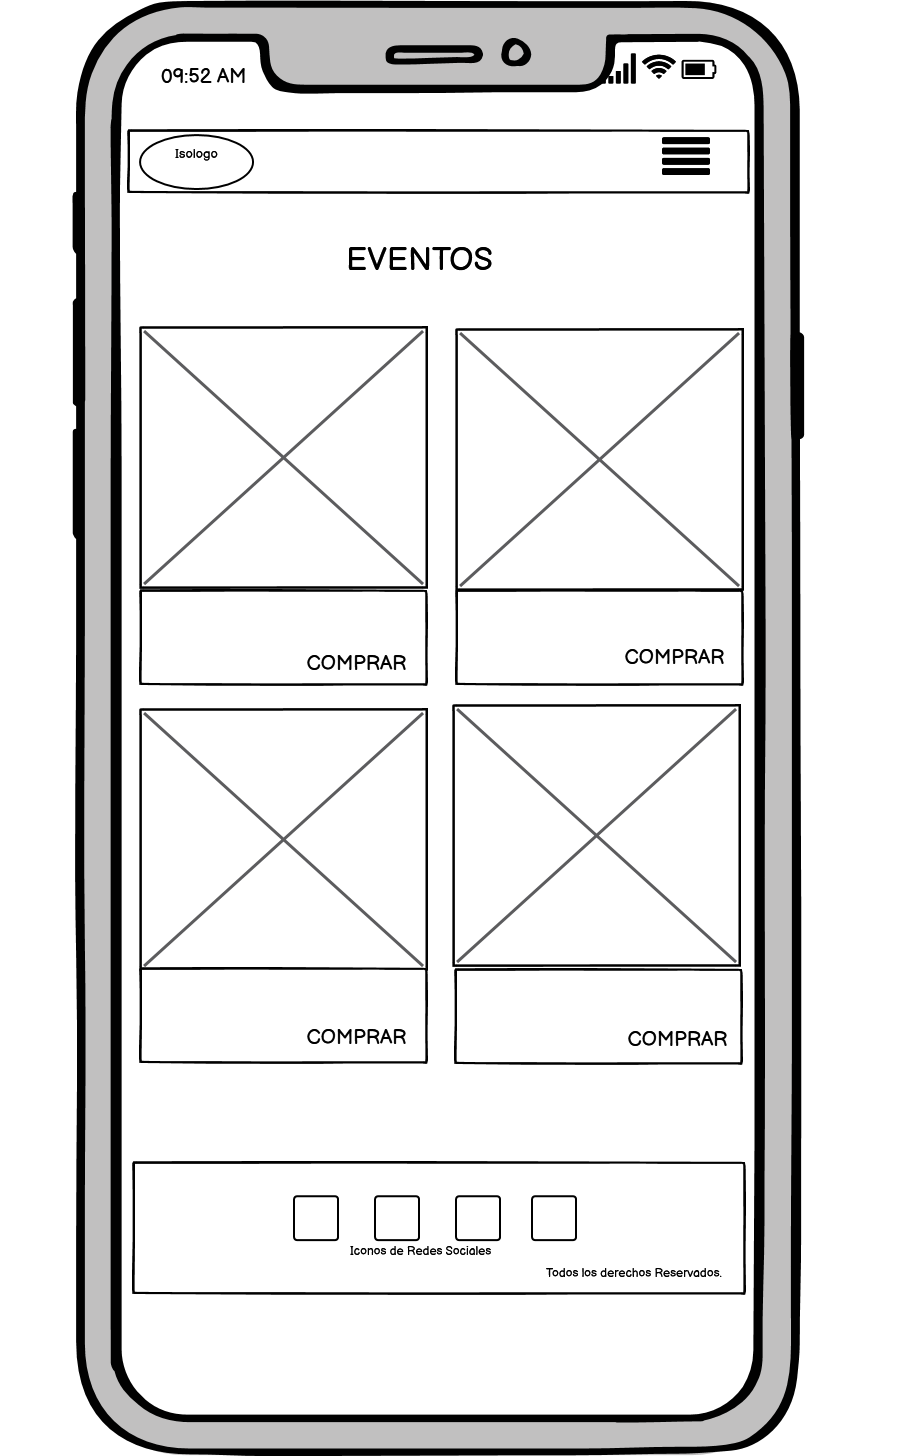 09:52 AM
Isologo
EVENTOS
COMPRAR
COMPRAR
COMPRAR
COMPRAR
Iconos de Redes Sociales
Todos los derechos Reservados.